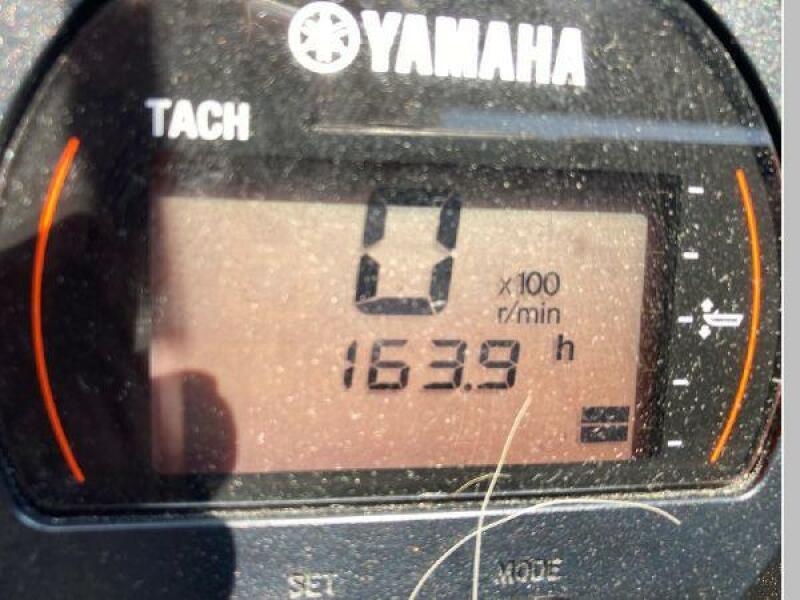 YAMAHA
TACH
0
x100
r/min
163.9 h
SET MODE